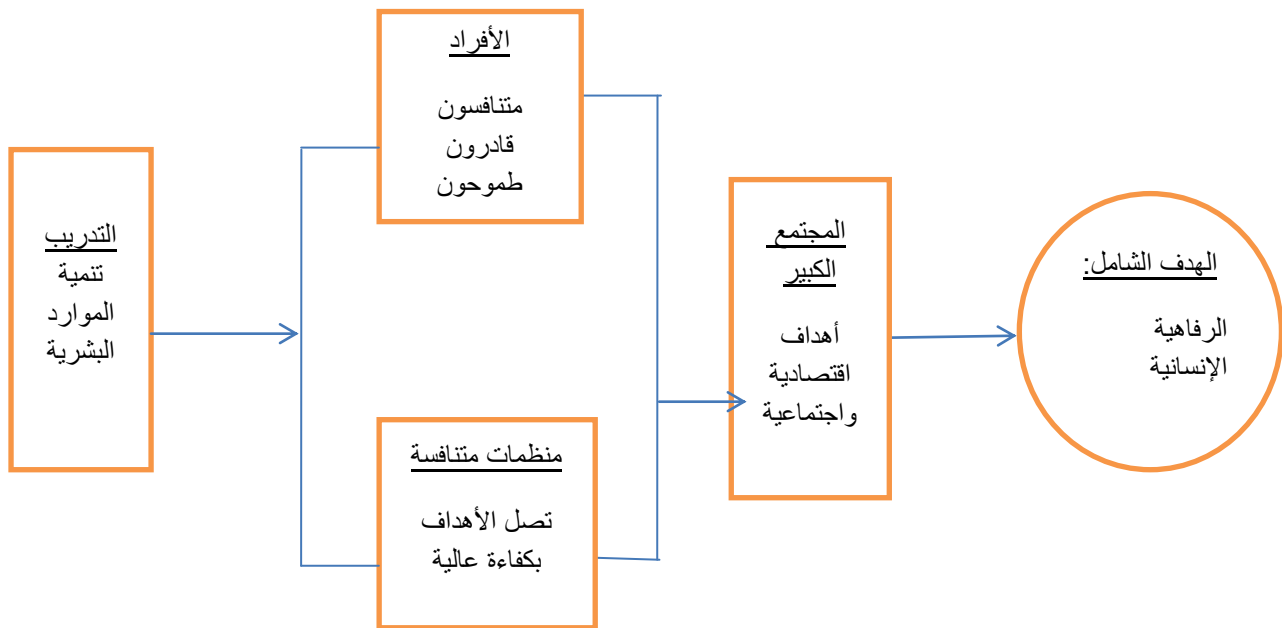 التدريب
تنمية
الموارد
البشرية
الأفراد
متنافسون
قادرون
طموحون
منظمات متنافسة
تصل الأهداف
بكفاءة عالية
المجتمع
الكبير
أهداف
اقتصادية
واجتماعية
الهدف الشامل:
الرفاهية
الإنسانية